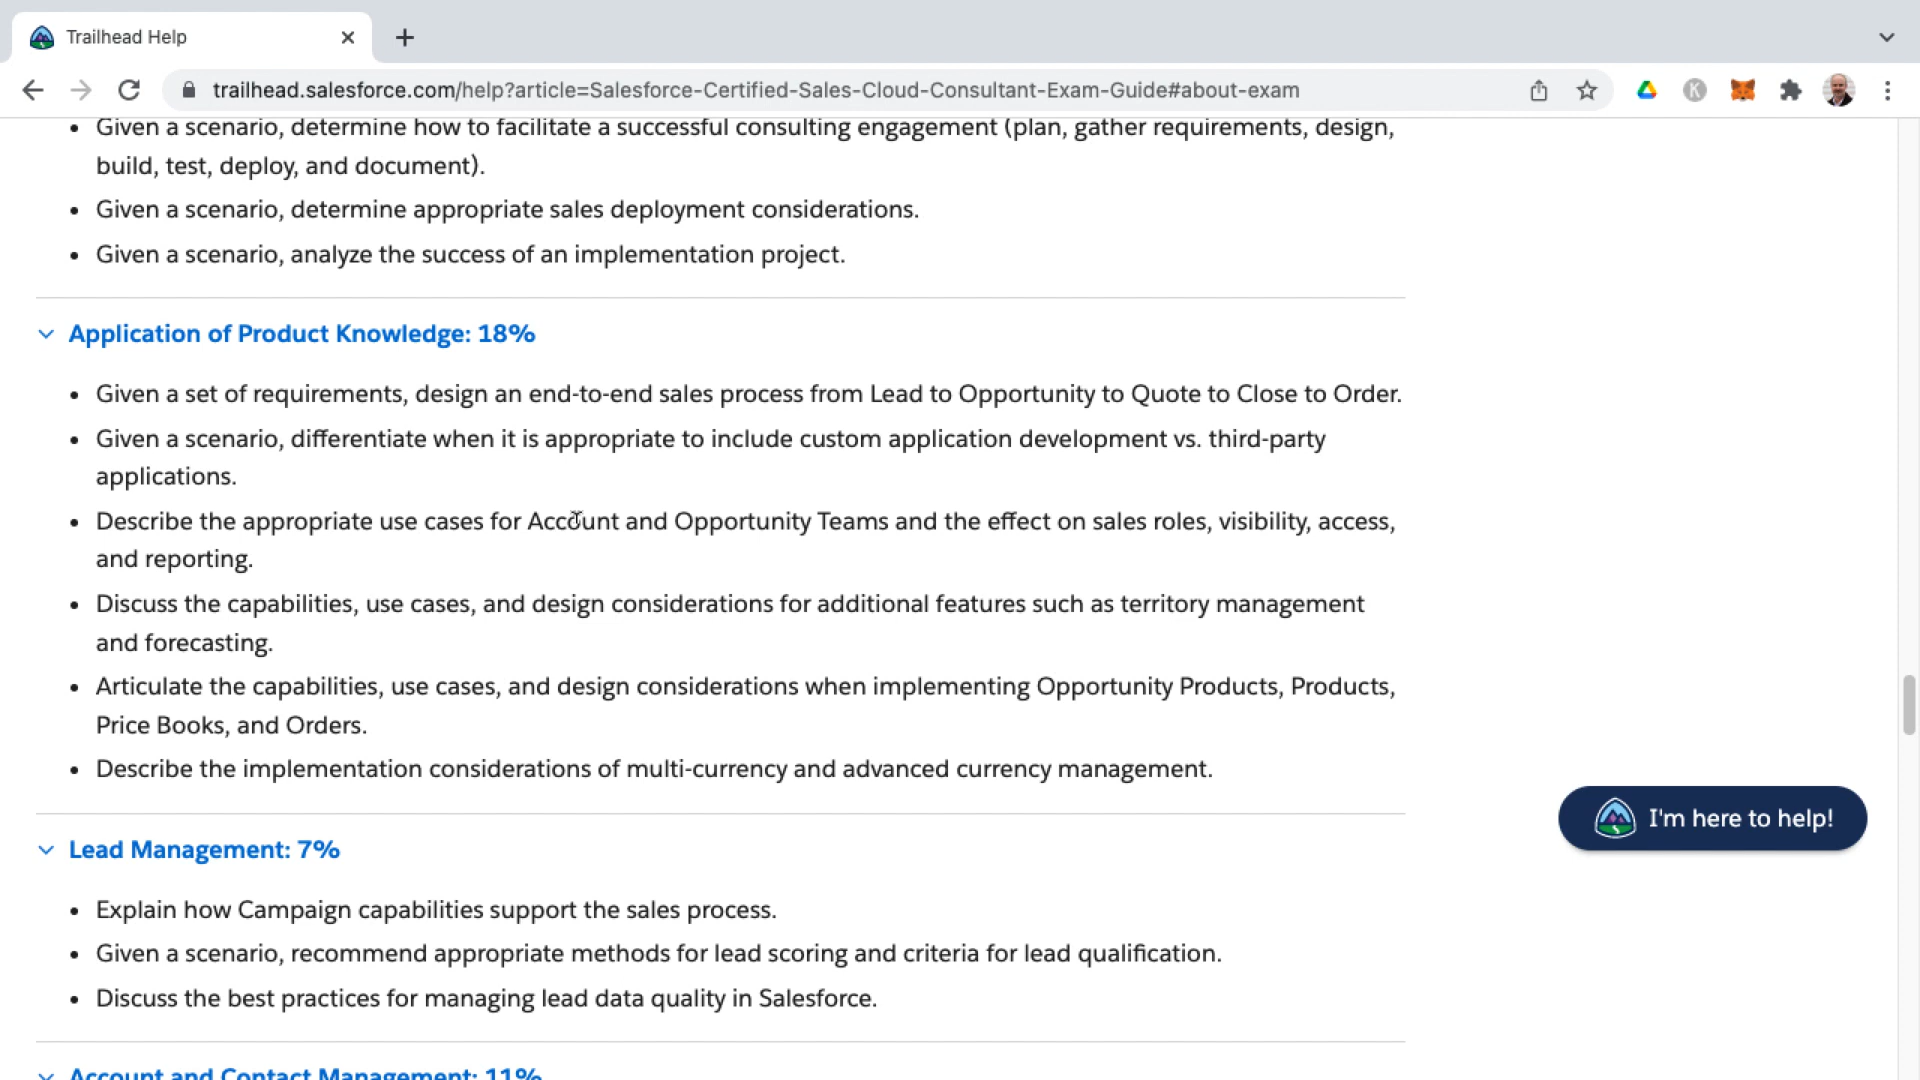 Trailhead Help
trailhead.salesforce.com/help?article=Salesforce-Certified-Sales-Cloud-Consultant-Exam-Guide#about-exam
K
Given a scenario, determine how to facilitate a successful consulting engagement (plan, gather requirements, design,
build, test, deploy, and document).
Given a scenario, determine appropriate sales deployment considerations.
Given a scenario, analyze the success of an implementation project.
Application of Product Knowledge: 18%
Given a set of requirements, design an end-to-end sales process from Lead to Opportunity to Quote to Close to Order.
Given a scenario, differentiate when it is appropriate to include custom application development vs. third-party
applications.
Describe the appropriate use cases for Account and Opportunity Teams and the effect on sales roles, visibility, access,
and reporting.
Discuss the capabilities, use cases, and design considerations for additional features such as territory management
and forecasting.
Articulate the capabilities, use cases, and design considerations when implementing Opportunity Products, Products,
Price Books, and Orders.
Describe the implementation considerations of multi-currency and advanced currency management.
I'm here to help!
Lead Management: 7%
Explain how Campaign capabilities support the sales process.
Given a scenario, recommend appropriate methods for lead scoring and criteria for lead qualification.
Discuss the best practices for managing lead data quality in Salesforce.
Account and Contact Management: 11%